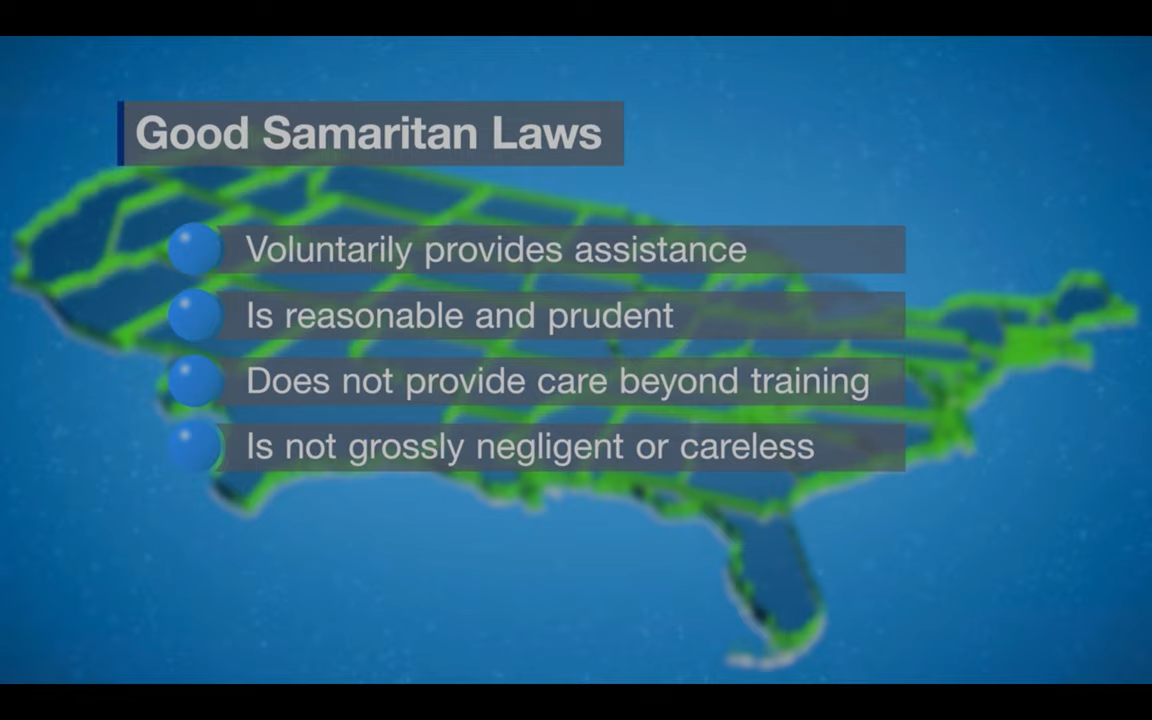 Good Samaritan Laws
Voluntarily provides assistance
Is reasonable and prudent
Does not provide care beyond training
Is not grossly negligent or careless